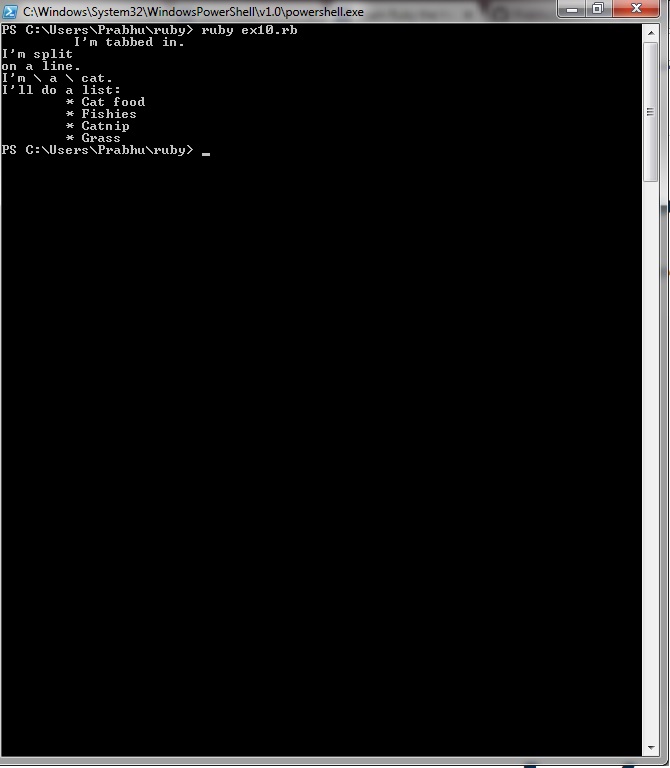 C:\Windows\System32\WindowsPowerShell\v1.0\powershell.exe
PS C:\Users\Prabhu\ruby> ruby ex10.rb
I'm tabbed in.
I'm split
on a line.
I'm \ a \ cat.
I'll do a list:
* Cat food
* Fishies
* Catnip
* Grass
PS C:\Users\Prabhu\ruby> _